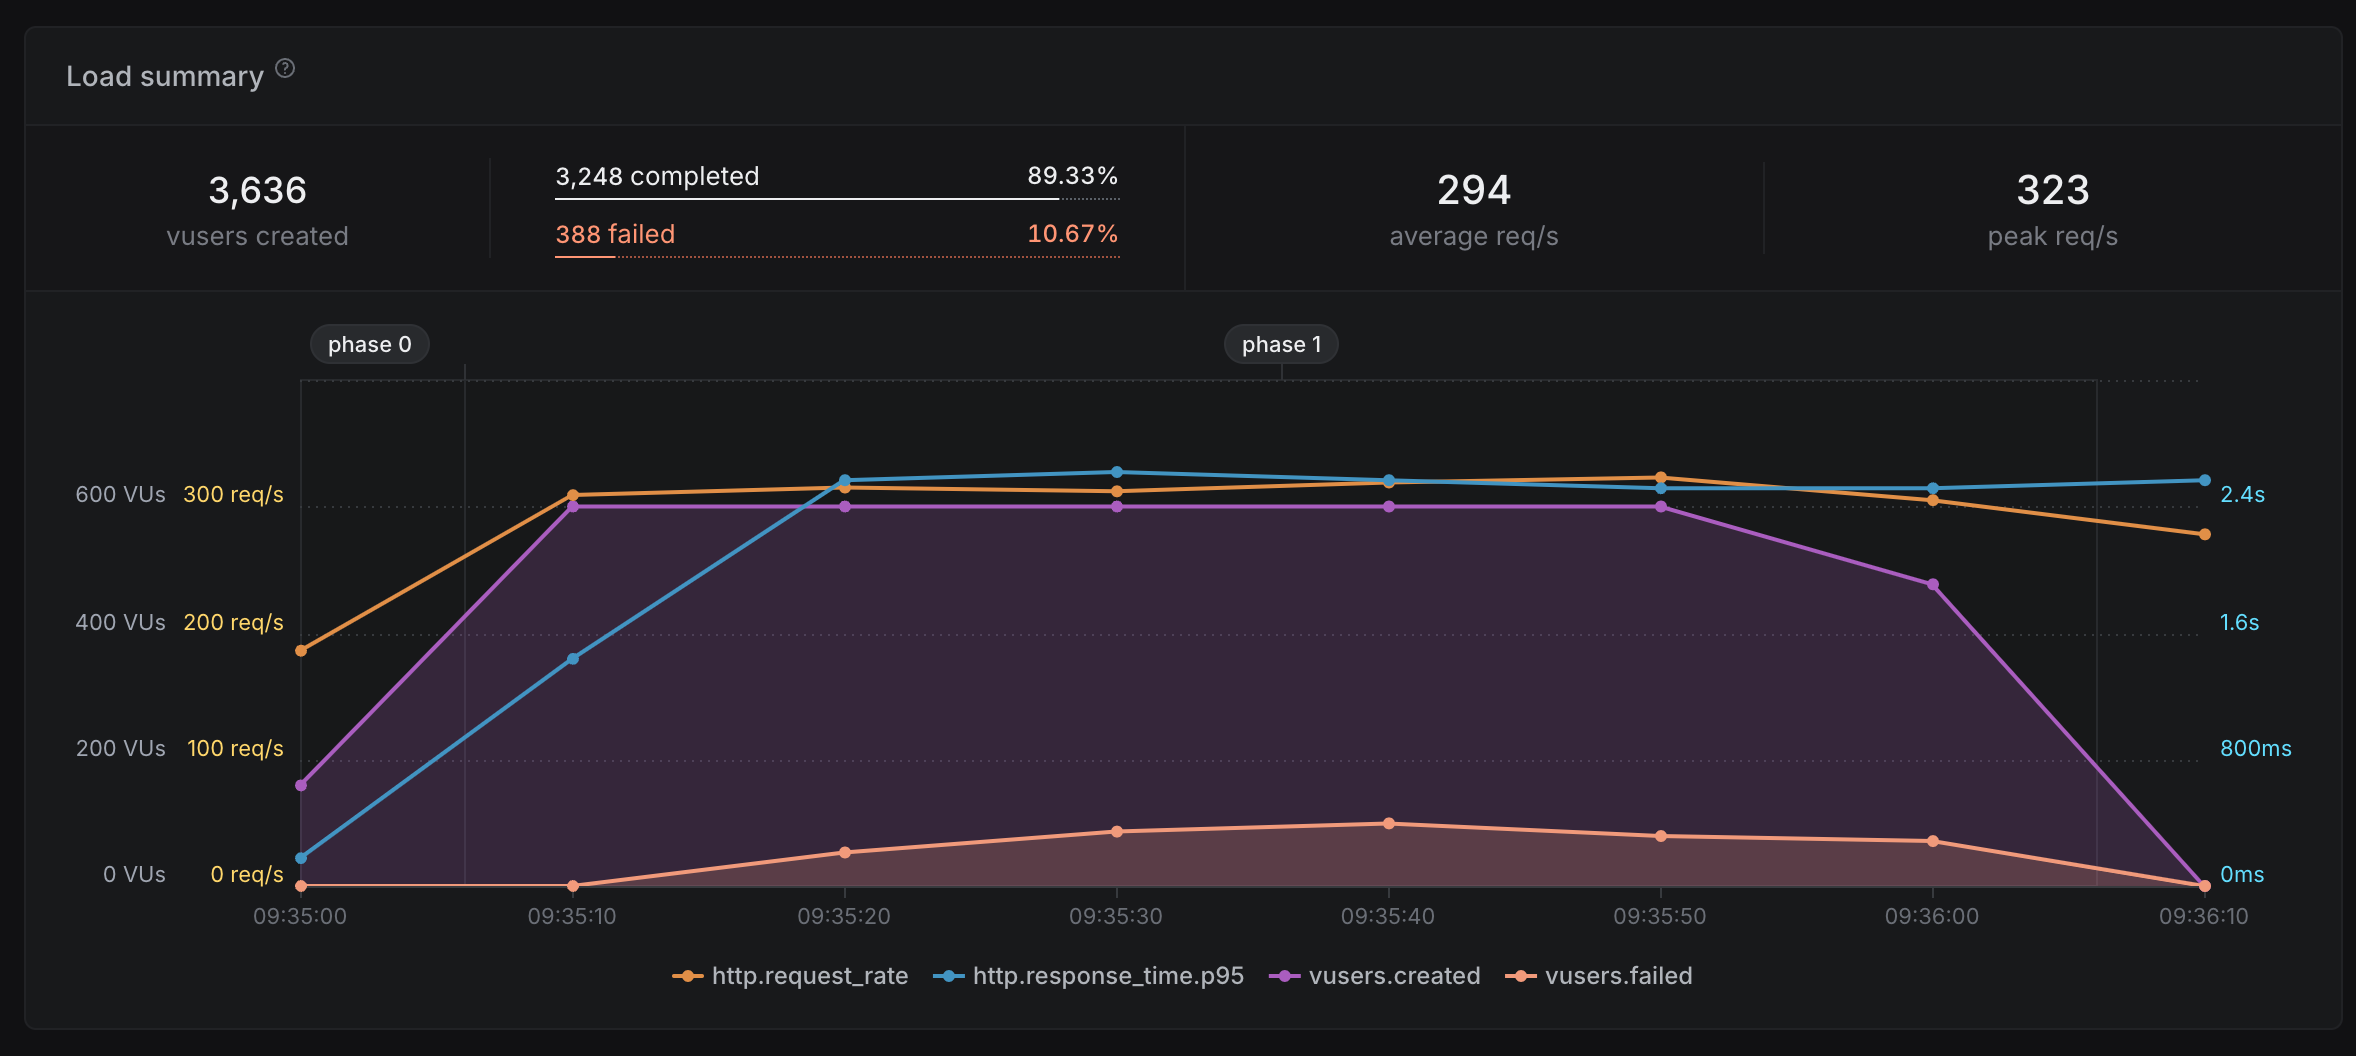 Load summary ?
3,636
vusers created
3,248 completed 89.33%
388 failed 10.67%
294
average req/s
323
peak req/s
phase 0 phase 1
600 VUs 300 req/s 2.4s
400 VUs 200 req/s 1.6s
200 VUs 100 req/s 800ms
0 VUs 0 req/s 0ms
09:35:00 09:35:10 09:35:20 09:35:30 09:35:40 09:35:50 09:36:00 09:36:10
http.request_rate http.response_time.p95 vusers.created vusers.failed